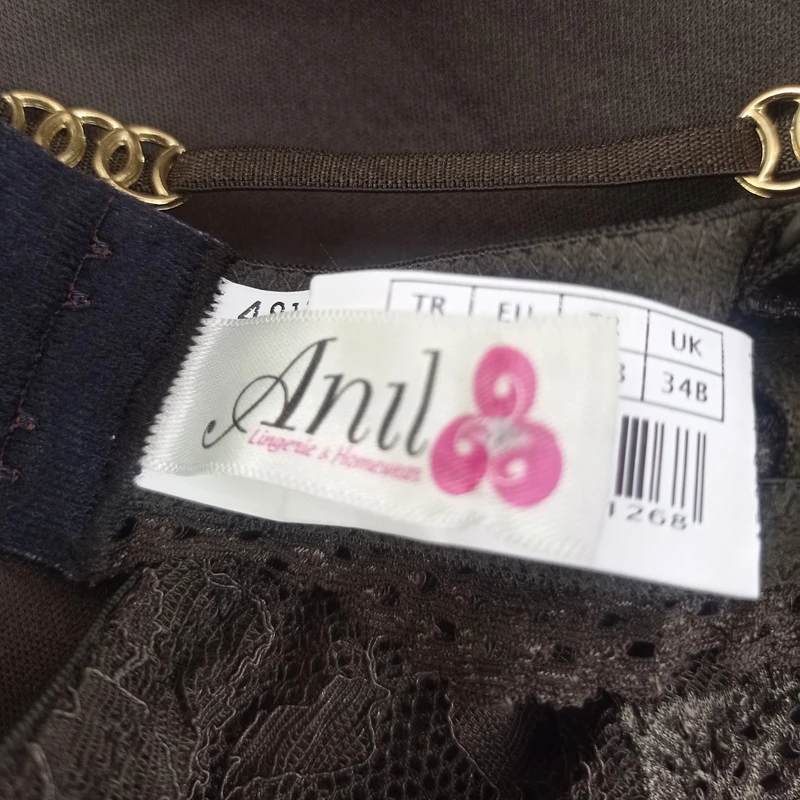 TR EU UK
34B
Anıl
Lingerie & Homewear
1268